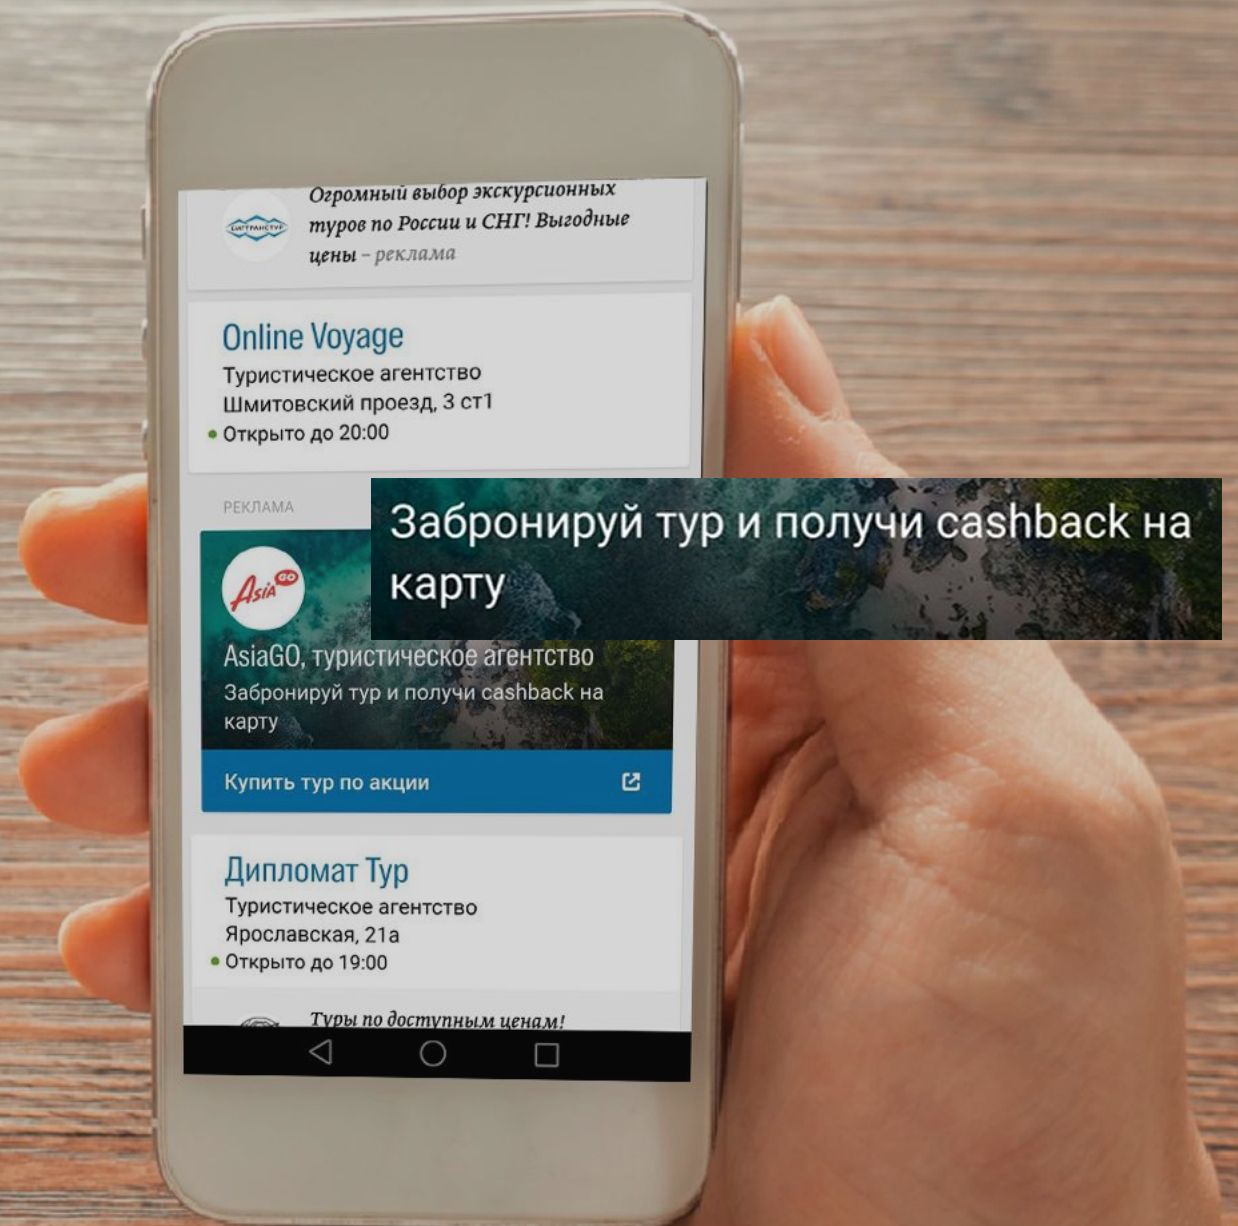 Огромный выбор экскурсионных
туров по России и СНГ! Выгодные
цены – реклама
Online Voyage
Туристическое агентство
Шмитовский проезд, 3 ст1
Открыто до 20:00
РЕКЛАМА
Забронируй тур и получи cashback на
карту
AsiaGO
AsiaGO, туристическое агентство
Забронируй тур и получи cashback на
карту
Купить тур по акции
Дипломат Тур
Туристическое агентство
Ярославская, 21а
Открыто до 19:00
Туры по доступным ценам!